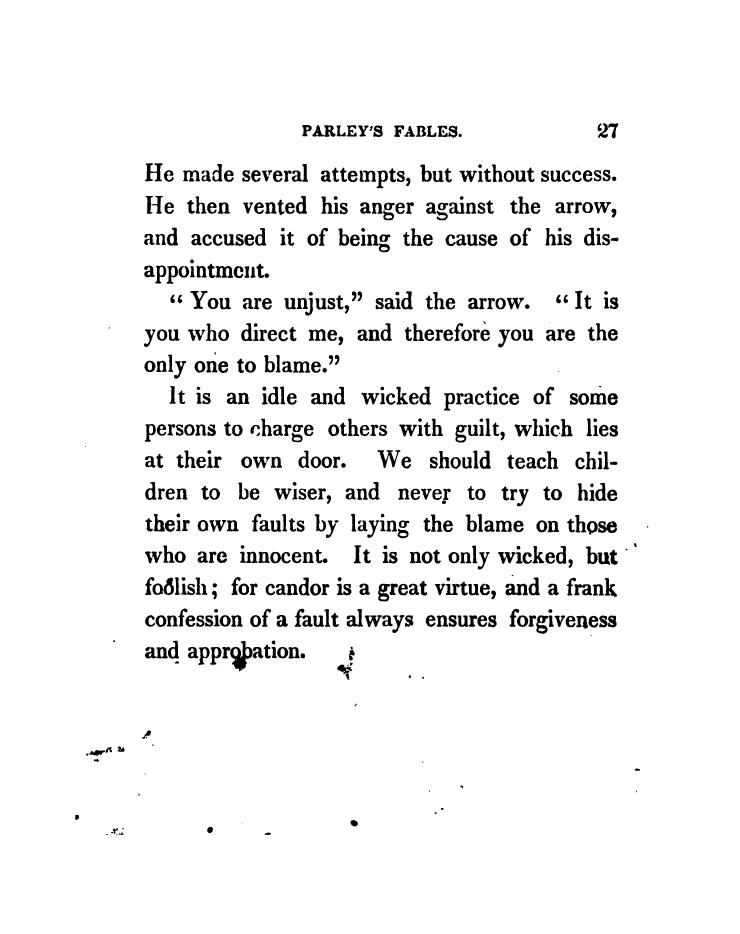 PARLEY'S FABLES. 27
He made several attempts, but without success.
He then vented his anger against the arrow,
and accused it of being the cause of his dis-
appointment.
“ You are unjust,” said the arrow. “ It is
you who direct me, and therefore you are the
only one to blame.”
It is an idle and wicked practice of some
persons to charge others with guilt, which lies
at their own door. We should teach chil-
dren to be wiser, and never to try to hide
their own faults by laying the blame on those
who are innocent. It is not only wicked, but
foolish; for candor is a great virtue, and a frank
confession of a fault always ensures forgiveness
and approbation.